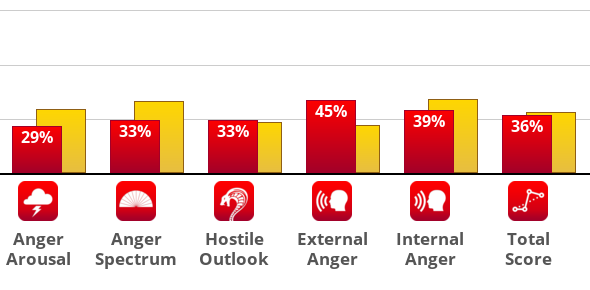 29%
33%
33%
45%
39%
36%
Anger
Arousal
Anger
Spectrum
Hostile
Outlook
External
Anger
Internal
Anger
Total
Score